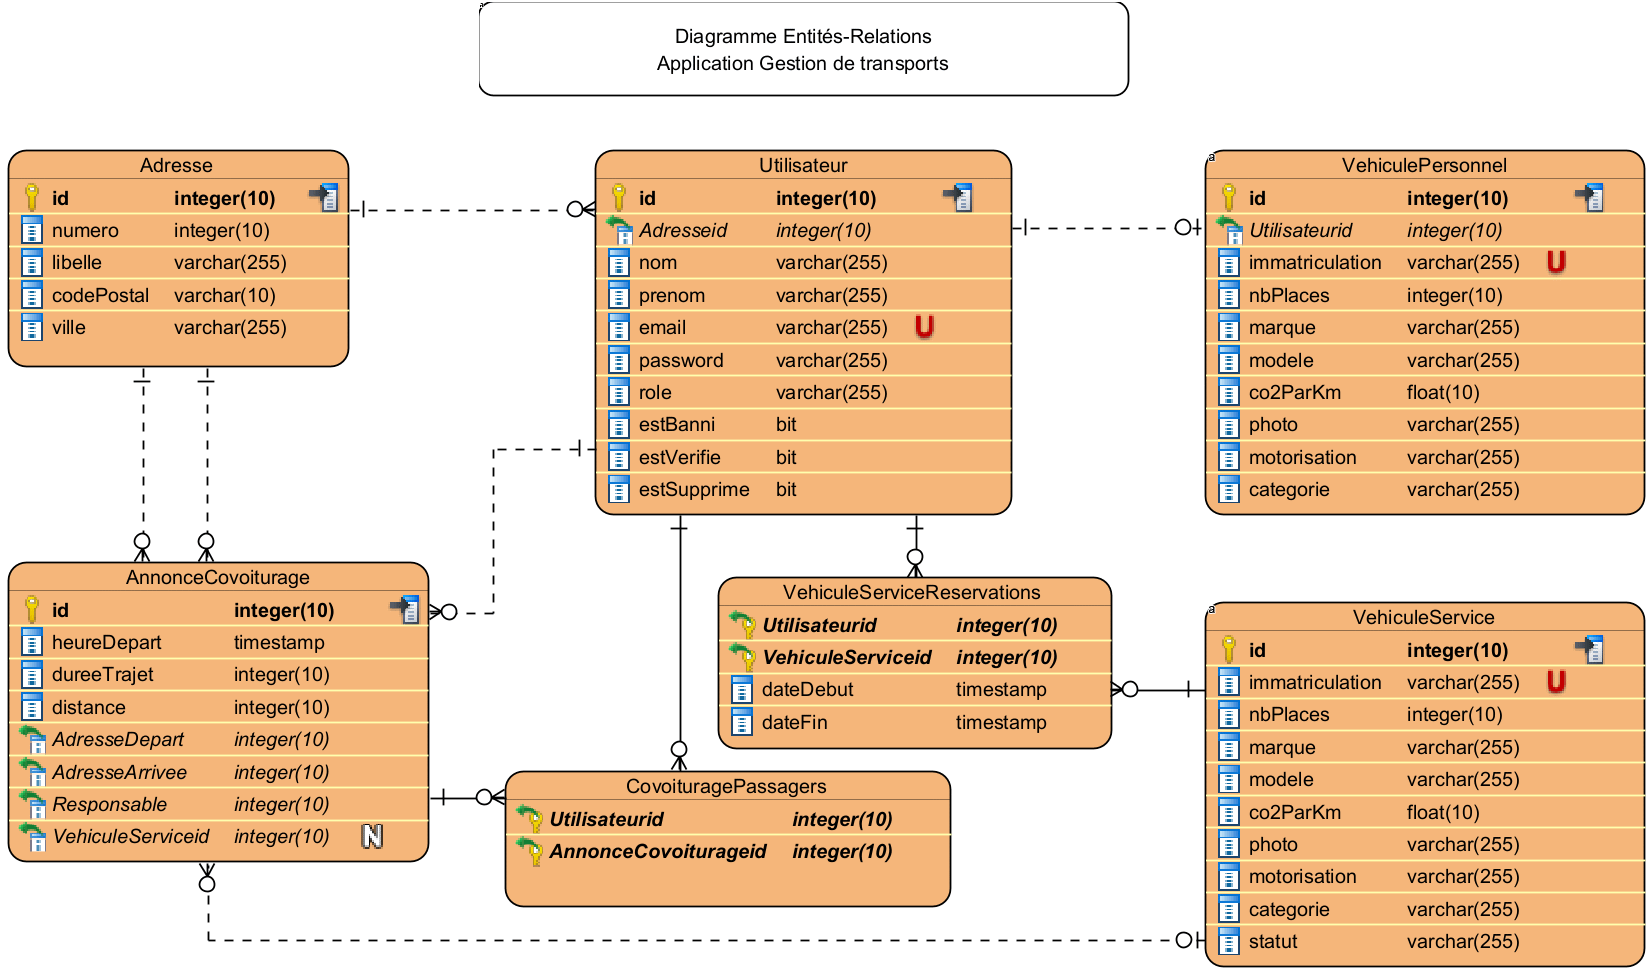 Diagramme Entités-Relations
Application Gestion de transports
Adresse
id integer(10)
numero integer(10)
libelle varchar(255)
codePostal varchar(10)
ville varchar(255)
Utilisateur
id integer(10)
Adresseid integer(10)
nom varchar(255)
prenom varchar(255)
email varchar(255) U
password varchar(255)
role varchar(255)
estBanni bit
estVerifie bit
estSupprime bit
a
VehiculePersonnel
id integer(10)
Utilisateurid integer(10)
immatriculation varchar(255) U
nbPlaces integer(10)
marque varchar(255)
modele varchar(255)
co2ParKm float(10)
photo varchar(255)
motorisation varchar(255)
categorie varchar(255)
AnnonceCovoiturage
id integer(10)
heureDepart timestamp
dureeTrajet integer(10)
distance integer(10)
AdresseDepart integer(10)
AdresseArrivee integer(10)
Responsable integer(10)
VehiculeServiceid integer(10) N
VehiculeServiceReservations
Utilisateurid integer(10)
VehiculeServiceid integer(10)
dateDebut timestamp
dateFin timestamp
CovoituragePassagers
Utilisateurid integer(10)
AnnonceCovoiturageid integer(10)
a
VehiculeService
id integer(10)
immatriculation varchar(255) U
nbPlaces integer(10)
marque varchar(255)
modele varchar(255)
co2ParKm float(10)
photo varchar(255)
motorisation varchar(255)
categorie varchar(255)
statut varchar(255)